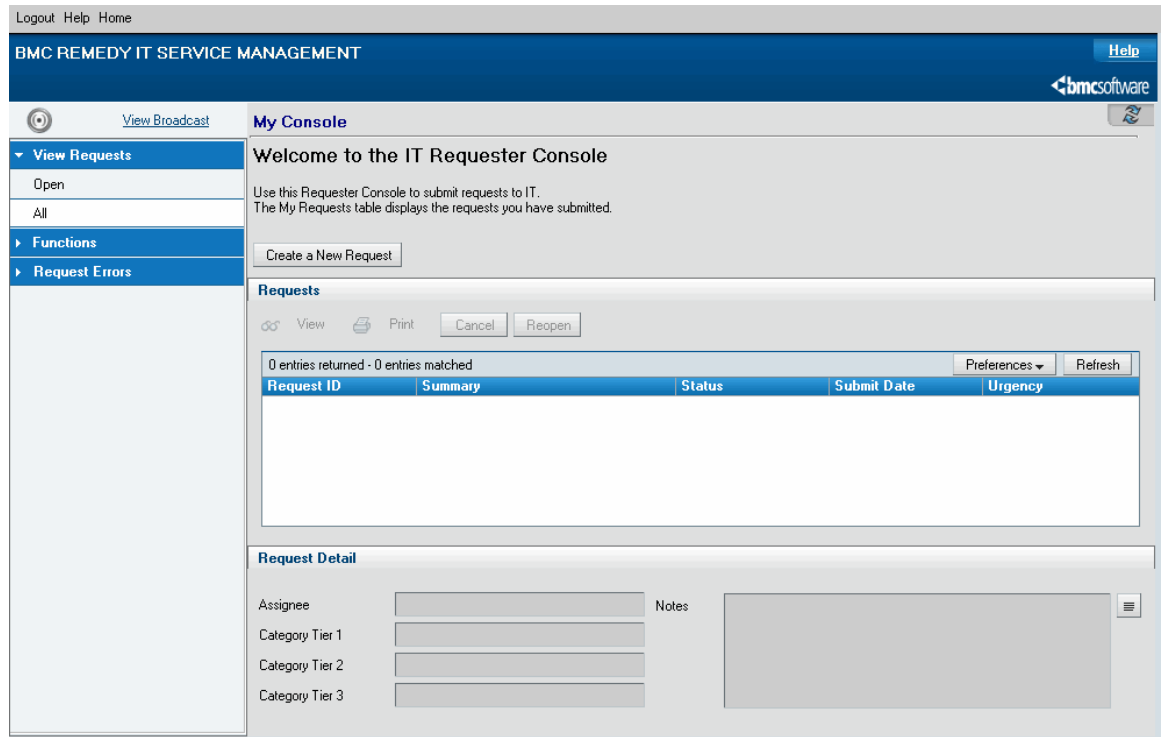 Logout Help Home
BMC REMEDY IT SERVICE MANAGEMENT
Help
bmcsoftware
View Broadcast
My Console
View Requests
Open
All
Functions
Request Errors
Welcome to the IT Requester Console
Use this Requester Console to submit requests to IT.
The My Requests table displays the requests you have submitted.
Create a New Request
Requests
View Print Cancel Reopen
0 entries returned - 0 entries matched Preferences Refresh
Request ID Summary Status Submit Date Urgency
Request Detail
Assignee Notes
Category Tier 1
Category Tier 2
Category Tier 3